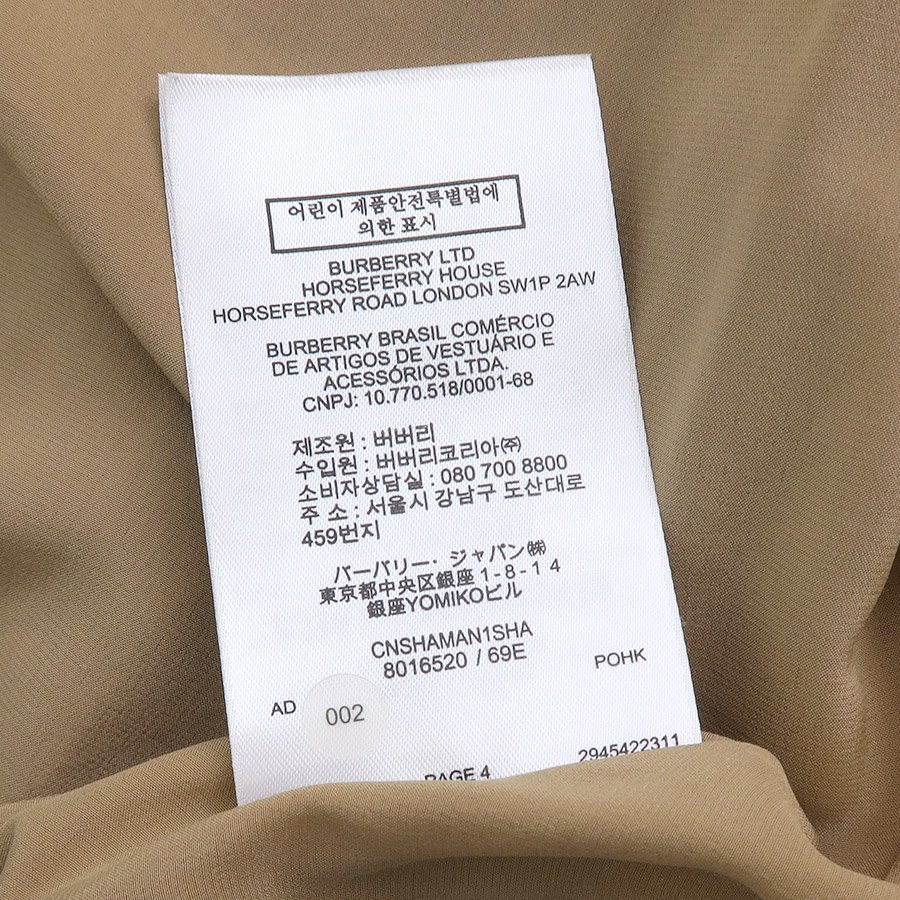 어린이 제품안전특별법에
의한 표시
BURBERRY LTD
HORSEFERRY HOUSE
HORSEFERRY ROAD LONDON SW1P 2AW
BURBERRY BRASIL COMÉRCIO
DE ARTIGOS DE VESTUÁRIO E
ACESSÓRIOS LTDA.
CNPJ: 10.770.518/0001-68
제조원 : 버버리
수입원 : 버버리코리아㈜
소비자상담실 : 080 700 8800
주 소 : 서울시 강남구 도산대로
459번지
バーバリー・ジャパン㈱
東京都中央区銀座 1-8-1 4
銀座YOMIKOビル
CNSHAMAN1SHA
8016520 / 69E
POHK
AD 002
2945422311
PAGE 4